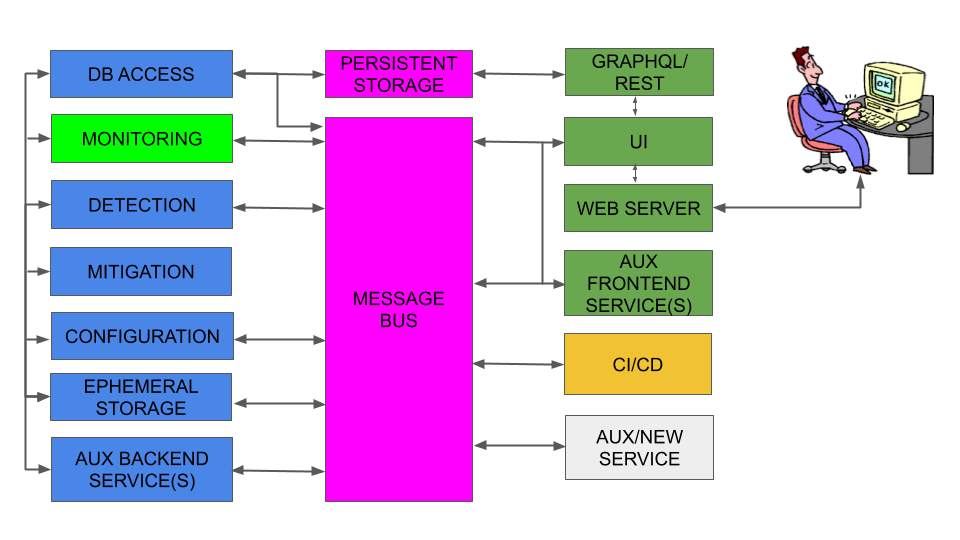 DB ACCESS
MONITORING
DETECTION
MITIGATION
CONFIGURATION
EPHEMERAL
STORAGE
AUX BACKEND
SERVICE(S)
PERSISTENT
STORAGE
MESSAGE
BUS
GRAPHQL/
REST
UI
WEB SERVER
AUX
FRONTEND
SERVICE(S)
CI/CD
AUX/NEW
SERVICE
OK